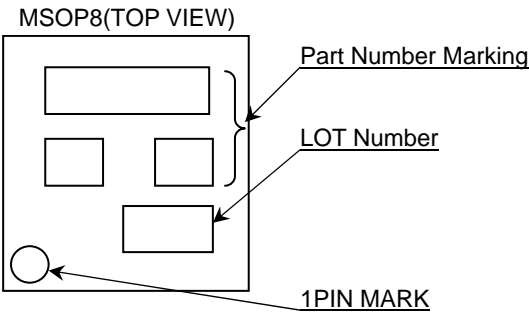 MSOP8(TOP VIEW)
Part Number Marking
LOT Number
1PIN MARK